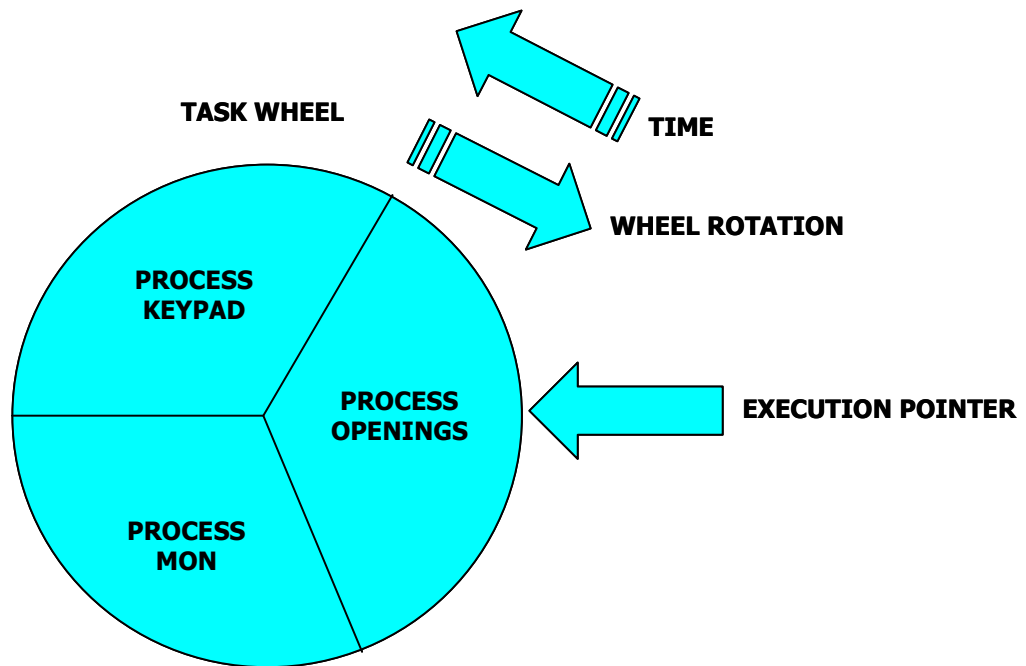 TASK WHEEL
TIME
WHEEL ROTATION
PROCESS
KEYPAD
PROCESS
OPENINGS
EXECUTION POINTER
PROCESS
MON